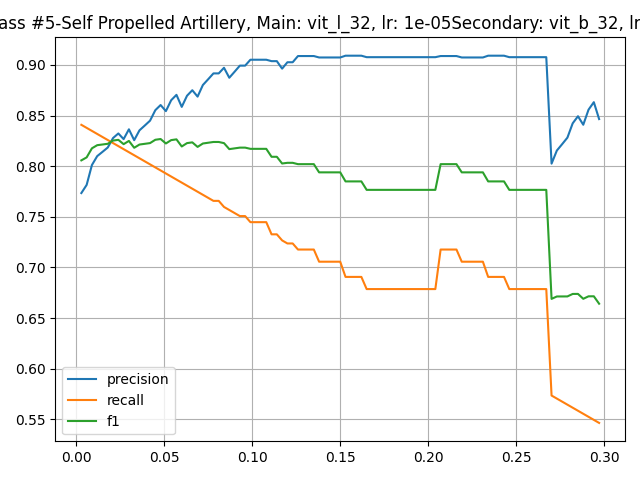 ass #5-Self Propelled Artillery, Main: vit_l_32, lr: 1e-05Secondary: vit_b_32, lr
0.90
0.85
0.80
0.75
0.70
0.65
0.60
0.55
precision
recall
f1
0.00 0.05 0.10 0.15 0.20 0.25 0.30